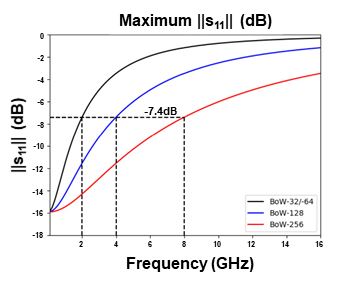 Maximum ||s11|| (dB)
0
-2
-4
-6
-8
-10
-12
-14
-16
-18
||s11|| (dB)
-7.4dB
BoW-32/-64
BoW-128
BoW-256
2
4
6
8
10
12
14
16
Frequency (GHz)